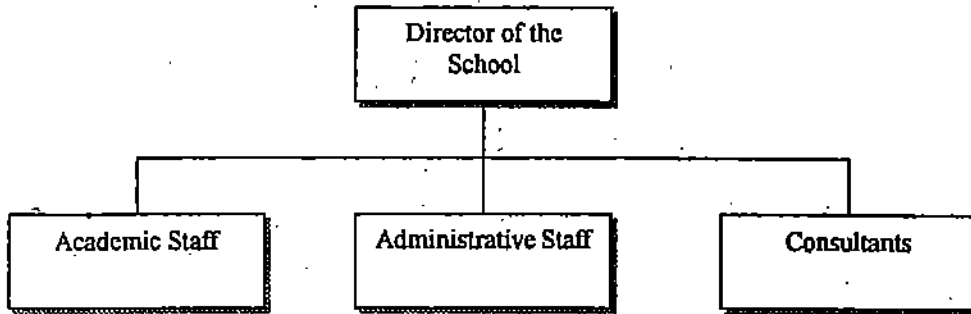 Director of the
School
Academic Staff
Administrative Staff
Consultants